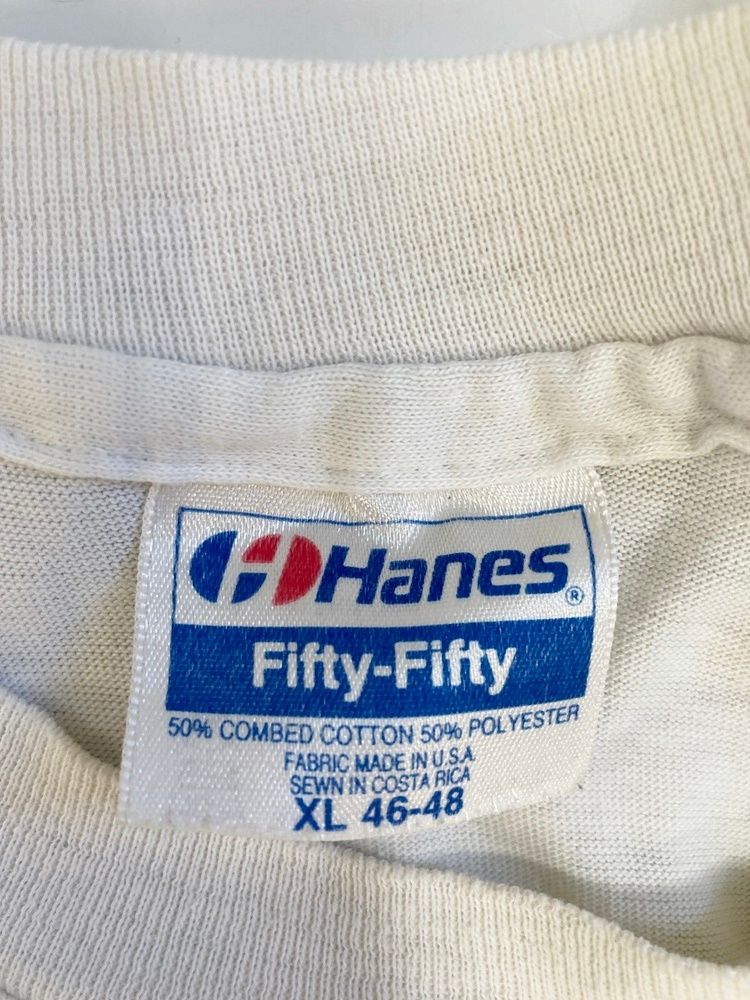 Hanes®
Fifty-Fifty
50% COMBED COTTON 50% POLYESTER
FABRIC MADE IN U.S.A.
SEWN IN COSTA RICA
XL 46-48